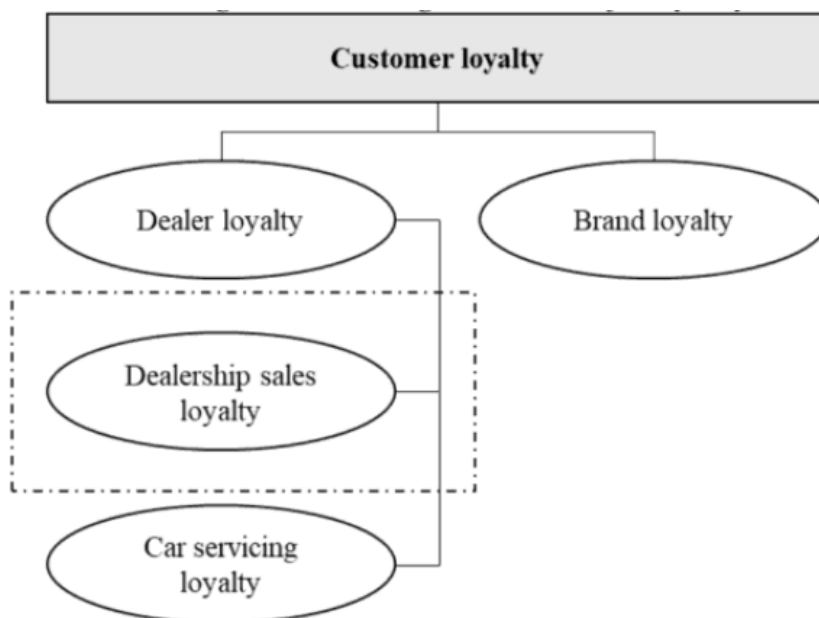 Customer loyalty
Dealer loyalty
Brand loyalty
Dealership sales
loyalty
Car servicing
loyalty